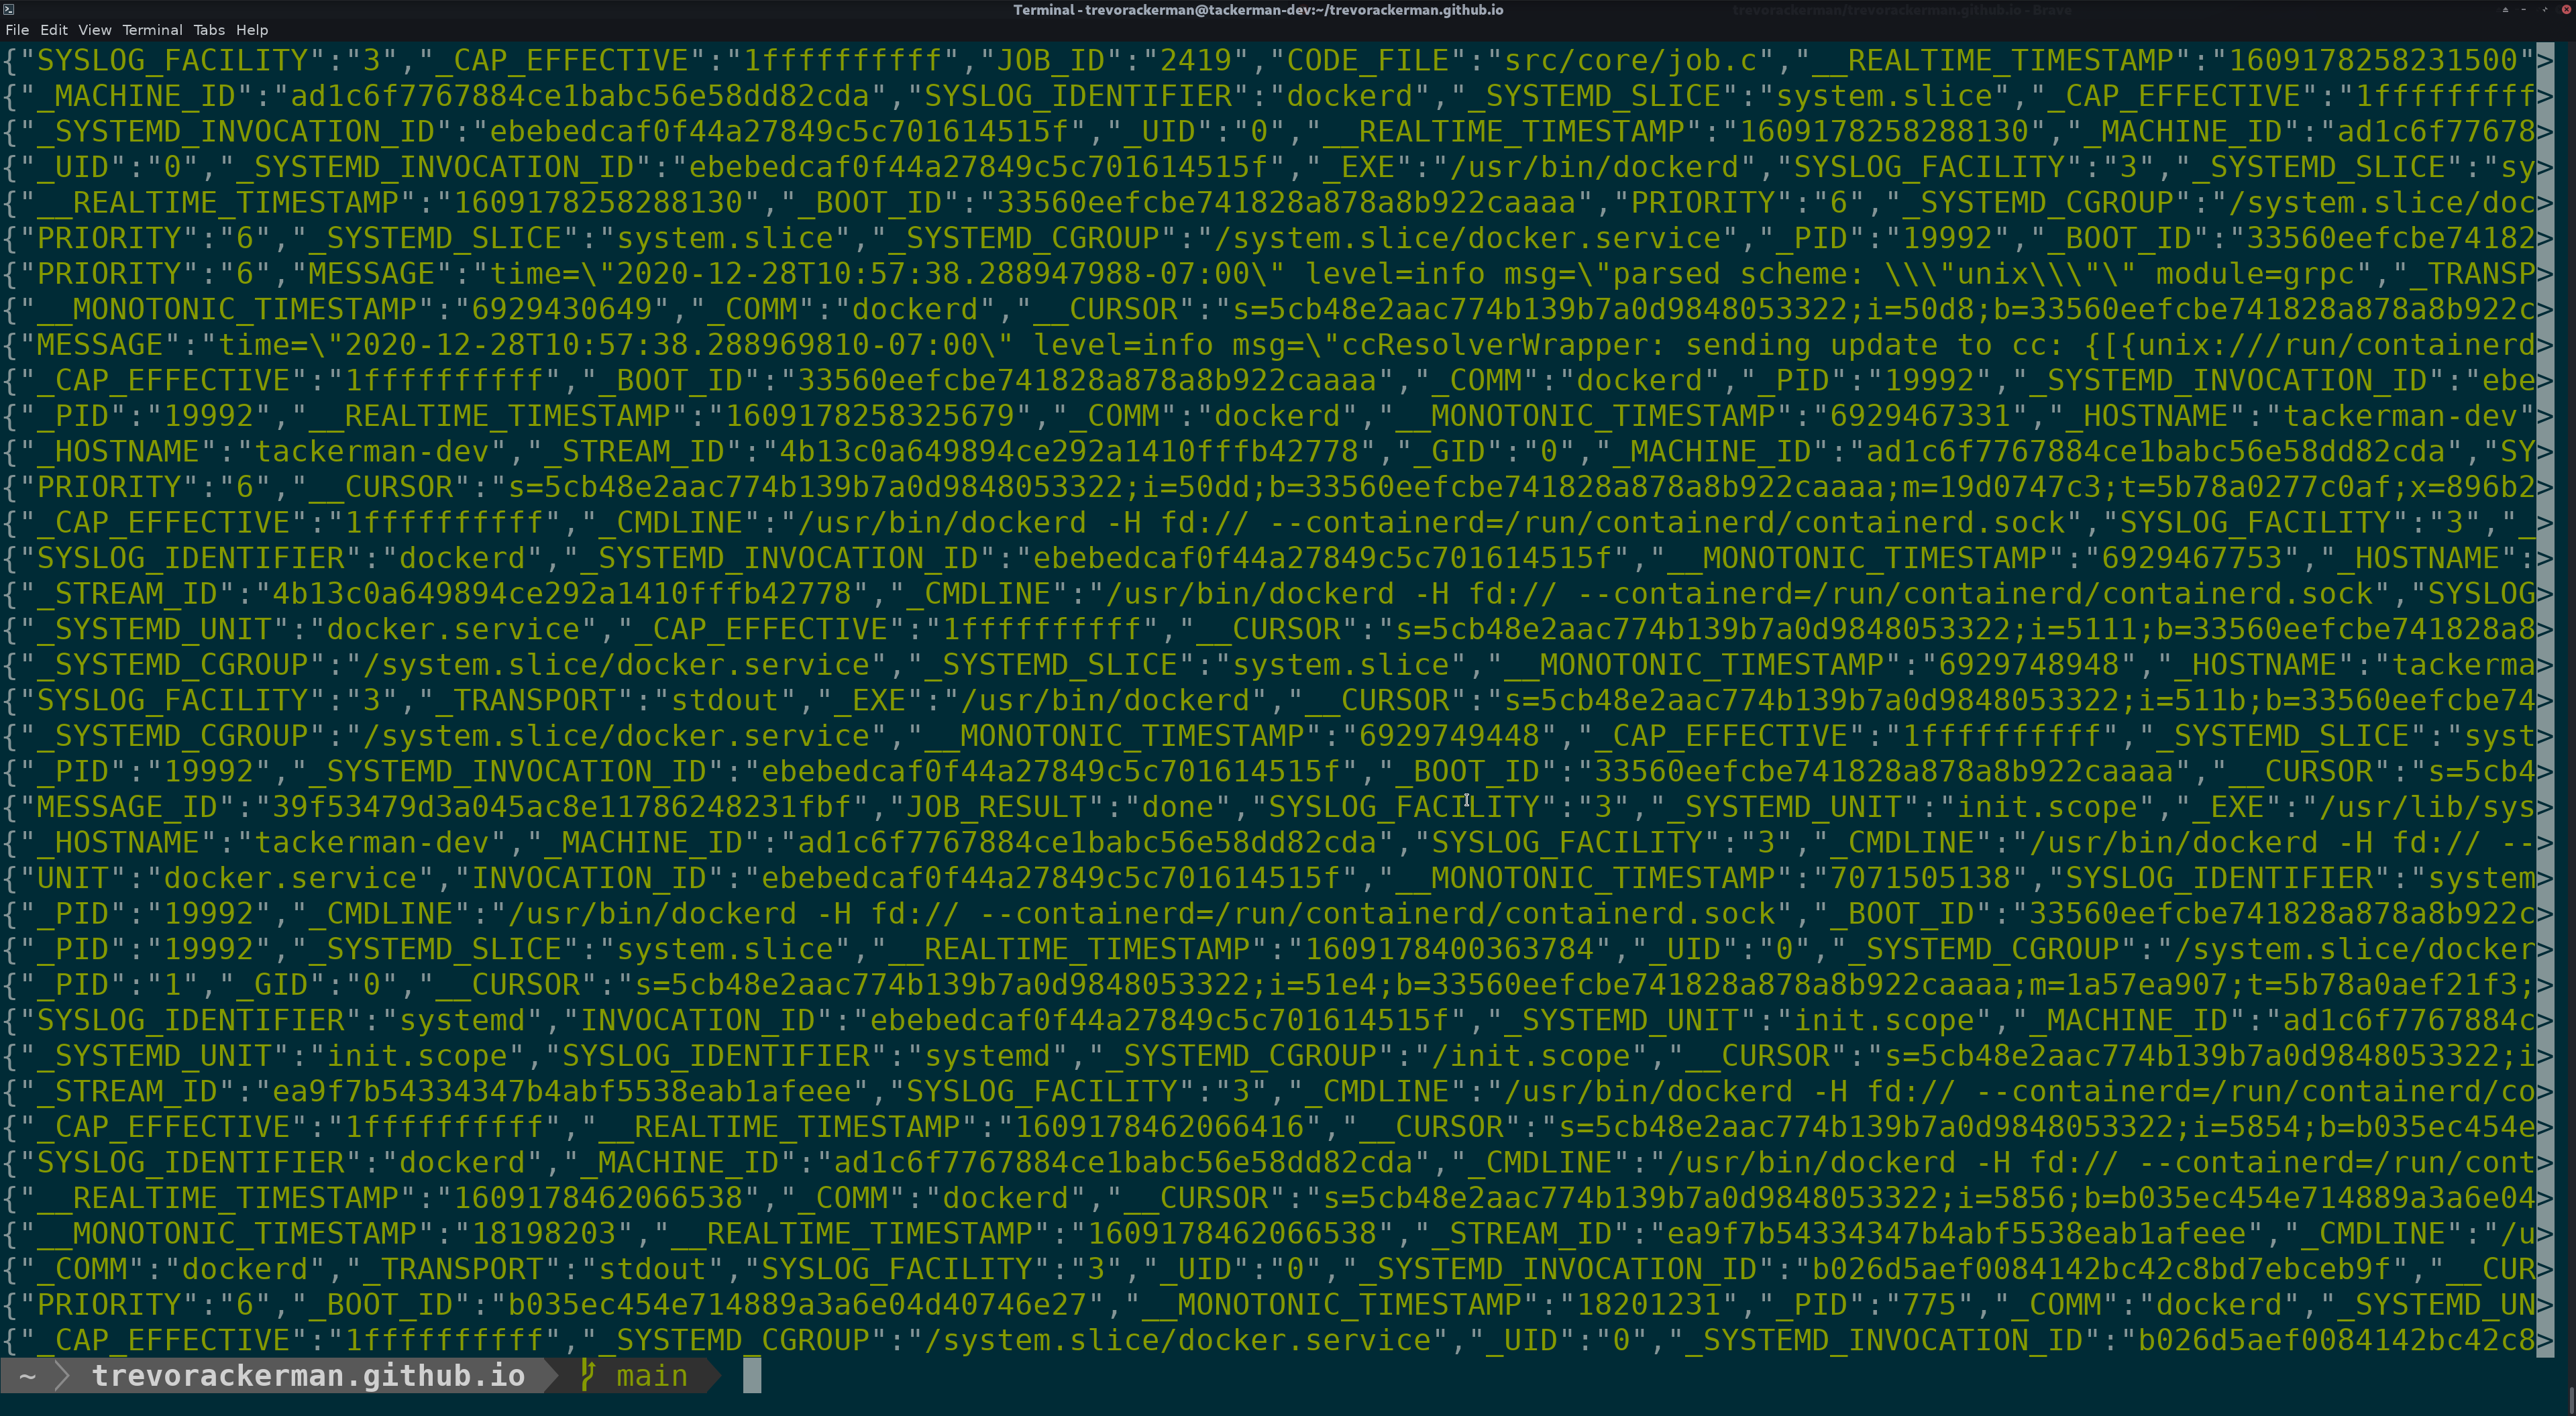 Terminal - trevorackerman@tackerman-dev:~/trevorackerman.github.io
trevorackerman/trevorackerman.github.io - Brave
File Edit View Terminal Tabs Help
{"SYSLOG_FACILITY":"3","_CAP_EFFECTIVE":"1ffffffffff","JOB_ID":"2419","CODE_FILE":"src/core/job.c","__REALTIME_TIMESTAMP":"1609178258231500">
{"_MACHINE_ID":"ad1c6f7767884ce1babc56e58dd82cda","SYSLOG_IDENTIFIER":"dockerd","_SYSTEMD_SLICE":"system.slice","_CAP_EFFECTIVE":"1fffffffff>
{"_SYSTEMD_INVOCATION_ID":"ebebedcaf0f44a27849c5c701614515f","_UID":"0","__REALTIME_TIMESTAMP":"1609178258288130","_MACHINE_ID":"ad1c6f77678>
{"_UID":"0","_SYSTEMD_INVOCATION_ID":"ebebedcaf0f44a27849c5c701614515f","_EXE":"/usr/bin/dockerd","SYSLOG_FACILITY":"3","_SYSTEMD_SLICE":"sy>
{"__REALTIME_TIMESTAMP":"1609178258288130","_BOOT_ID":"33560eefcbe741828a878a8b922caaaa","PRIORITY":"6","_SYSTEMD_CGROUP":"/system.slice/doc>
{"PRIORITY":"6","_SYSTEMD_SLICE":"system.slice","_SYSTEMD_CGROUP":"/system.slice/docker.service","_PID":"19992","_BOOT_ID":"33560eefcbe74182>
{"PRIORITY":"6","MESSAGE":"time=\"2020-12-28T10:57:38.288947988-07:00\" level=info msg=\"parsed scheme: \\\"unix\\\"\" module=grpc","_TRANSP>
{"__MONOTONIC_TIMESTAMP":"6929430649","_COMM":"dockerd","__CURSOR":"s=5cb48e2aac774b139b7a0d9848053322;i=50d8;b=33560eefcbe741828a878a8b922c>
{"MESSAGE":"time=\"2020-12-28T10:57:38.288969810-07:00\" level=info msg=\"ccResolverWrapper: sending update to cc: {[{unix:///run/containerd>
{"_CAP_EFFECTIVE":"1ffffffffff","_BOOT_ID":"33560eefcbe741828a878a8b922caaaa","_COMM":"dockerd","_PID":"19992","_SYSTEMD_INVOCATION_ID":"ebe>
{"_PID":"19992","__REALTIME_TIMESTAMP":"1609178258325679","_COMM":"dockerd","__MONOTONIC_TIMESTAMP":"6929467331","_HOSTNAME":"tackerman-dev">
{"_HOSTNAME":"tackerman-dev","_STREAM_ID":"4b13c0a649894ce292a1410fffb42778","_GID":"0","_MACHINE_ID":"ad1c6f7767884ce1babc56e58dd82cda","SY>
{"PRIORITY":"6","__CURSOR":"s=5cb48e2aac774b139b7a0d9848053322;i=50dd;b=33560eefcbe741828a878a8b922caaaa;m=19d0747c3;t=5b78a0277c0af;x=896b2>
{"_CAP_EFFECTIVE":"1ffffffffff","_CMDLINE":"/usr/bin/dockerd -H fd:// --containerd=/run/containerd/containerd.sock","SYSLOG_FACILITY":"3","_>
{"SYSLOG_IDENTIFIER":"dockerd","_SYSTEMD_INVOCATION_ID":"ebebedcaf0f44a27849c5c701614515f","__MONOTONIC_TIMESTAMP":"6929467753","_HOSTNAME":>
{"_STREAM_ID":"4b13c0a649894ce292a1410fffb42778","_CMDLINE":"/usr/bin/dockerd -H fd:// --containerd=/run/containerd/containerd.sock","SYSLOG>
{"_SYSTEMD_UNIT":"docker.service","_CAP_EFFECTIVE":"1ffffffffff","__CURSOR":"s=5cb48e2aac774b139b7a0d9848053322;i=5111;b=33560eefcbe741828a8>
{"_SYSTEMD_CGROUP":"/system.slice/docker.service","_SYSTEMD_SLICE":"system.slice","__MONOTONIC_TIMESTAMP":"6929748948","_HOSTNAME":"tackerma>
{"SYSLOG_FACILITY":"3","_TRANSPORT":"stdout","_EXE":"/usr/bin/dockerd","__CURSOR":"s=5cb48e2aac774b139b7a0d9848053322;i=511b;b=33560eefcbe74>
{"_SYSTEMD_CGROUP":"/system.slice/docker.service","__MONOTONIC_TIMESTAMP":"6929749448","_CAP_EFFECTIVE":"1ffffffffff","_SYSTEMD_SLICE":"syst>
{"_PID":"19992","_SYSTEMD_INVOCATION_ID":"ebebedcaf0f44a27849c5c701614515f","_BOOT_ID":"33560eefcbe741828a878a8b922caaaa","__CURSOR":"s=5cb4>
{"MESSAGE_ID":"39f53479d3a045ac8e11786248231fbf","JOB_RESULT":"done","SYSLOG_FACILITY":"3","_SYSTEMD_UNIT":"init.scope","_EXE":"/usr/lib/sys>
{"_HOSTNAME":"tackerman-dev","_MACHINE_ID":"ad1c6f7767884ce1babc56e58dd82cda","SYSLOG_FACILITY":"3","_CMDLINE":"/usr/bin/dockerd -H fd:// -->
{"UNIT":"docker.service","INVOCATION_ID":"ebebedcaf0f44a27849c5c701614515f","__MONOTONIC_TIMESTAMP":"7071505138","SYSLOG_IDENTIFIER":"system>
{"_PID":"19992","_CMDLINE":"/usr/bin/dockerd -H fd:// --containerd=/run/containerd/containerd.sock","_BOOT_ID":"33560eefcbe741828a878a8b922c>
{"_PID":"19992","_SYSTEMD_SLICE":"system.slice","__REALTIME_TIMESTAMP":"1609178400363784","_UID":"0","_SYSTEMD_CGROUP":"/system.slice/docker>
{"_PID":"1","_GID":"0","__CURSOR":"s=5cb48e2aac774b139b7a0d9848053322;i=51e4;b=33560eefcbe741828a878a8b922caaaa;m=1a57ea907;t=5b78a0aef21f3;>
{"SYSLOG_IDENTIFIER":"systemd","INVOCATION_ID":"ebebedcaf0f44a27849c5c701614515f","_SYSTEMD_UNIT":"init.scope","_MACHINE_ID":"ad1c6f7767884c>
{"_SYSTEMD_UNIT":"init.scope","SYSLOG_IDENTIFIER":"systemd","_SYSTEMD_CGROUP":"/init.scope","__CURSOR":"s=5cb48e2aac774b139b7a0d9848053322;i>
{"_STREAM_ID":"ea9f7b54334347b4abf5538eab1afeee","SYSLOG_FACILITY":"3","_CMDLINE":"/usr/bin/dockerd -H fd:// --containerd=/run/containerd/co>
{"_CAP_EFFECTIVE":"1ffffffffff","__REALTIME_TIMESTAMP":"1609178462066416","__CURSOR":"s=5cb48e2aac774b139b7a0d9848053322;i=5854;b=b035ec454e>
{"SYSLOG_IDENTIFIER":"dockerd","_MACHINE_ID":"ad1c6f7767884ce1babc56e58dd82cda","_CMDLINE":"/usr/bin/dockerd -H fd:// --containerd=/run/cont>
{"__REALTIME_TIMESTAMP":"1609178462066538","_COMM":"dockerd","__CURSOR":"s=5cb48e2aac774b139b7a0d9848053322;i=5856;b=b035ec454e714889a3a6e04>
{"__MONOTONIC_TIMESTAMP":"18198203","__REALTIME_TIMESTAMP":"1609178462066538","_STREAM_ID":"ea9f7b54334347b4abf5538eab1afeee","_CMDLINE":"/u>
{"_COMM":"dockerd","_TRANSPORT":"stdout","SYSLOG_FACILITY":"3","_UID":"0","_SYSTEMD_INVOCATION_ID":"b026d5aef0084142bc42c8bd7ebceb9f","__CUR>
{"PRIORITY":"6","_BOOT_ID":"b035ec454e714889a3a6e04d40746e27","__MONOTONIC_TIMESTAMP":"18201231","_PID":"775","_COMM":"dockerd","_SYSTEMD_UN>
{"_CAP_EFFECTIVE":"1ffffffffff","_SYSTEMD_CGROUP":"/system.slice/docker.service","_UID":"0","_SYSTEMD_INVOCATION_ID":"b026d5aef0084142bc42c8>
~ trevorackerman.github.io main